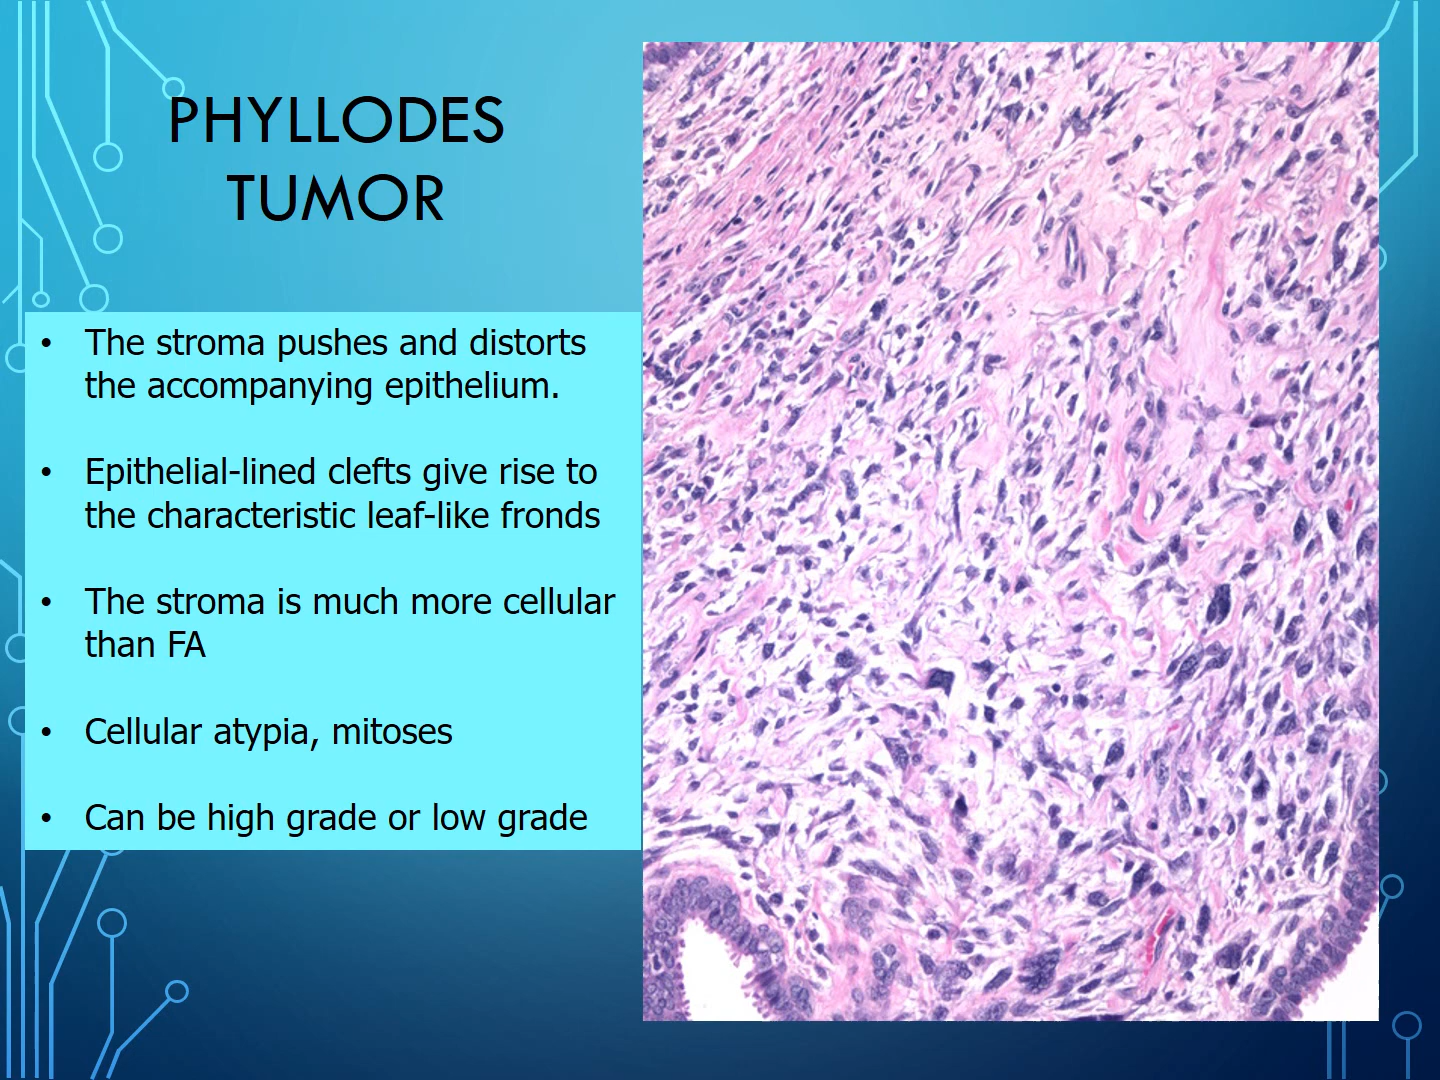 PHYLLODES
TUMOR
• The stroma pushes and distorts
the accompanying epithelium.
• Epithelial-lined clefts give rise to
the characteristic leaf-like fronds
• The stroma is much more cellular
than FA
• Cellular atypia, mitoses
• Can be high grade or low grade